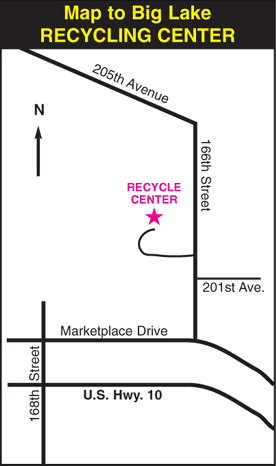 Map to Big Lake
RECYCLING CENTER
205th Avenue
N
166th Street
RECYCLE
CENTER
201st Ave.
Marketplace Drive
168th Street
U.S. Hwy. 10